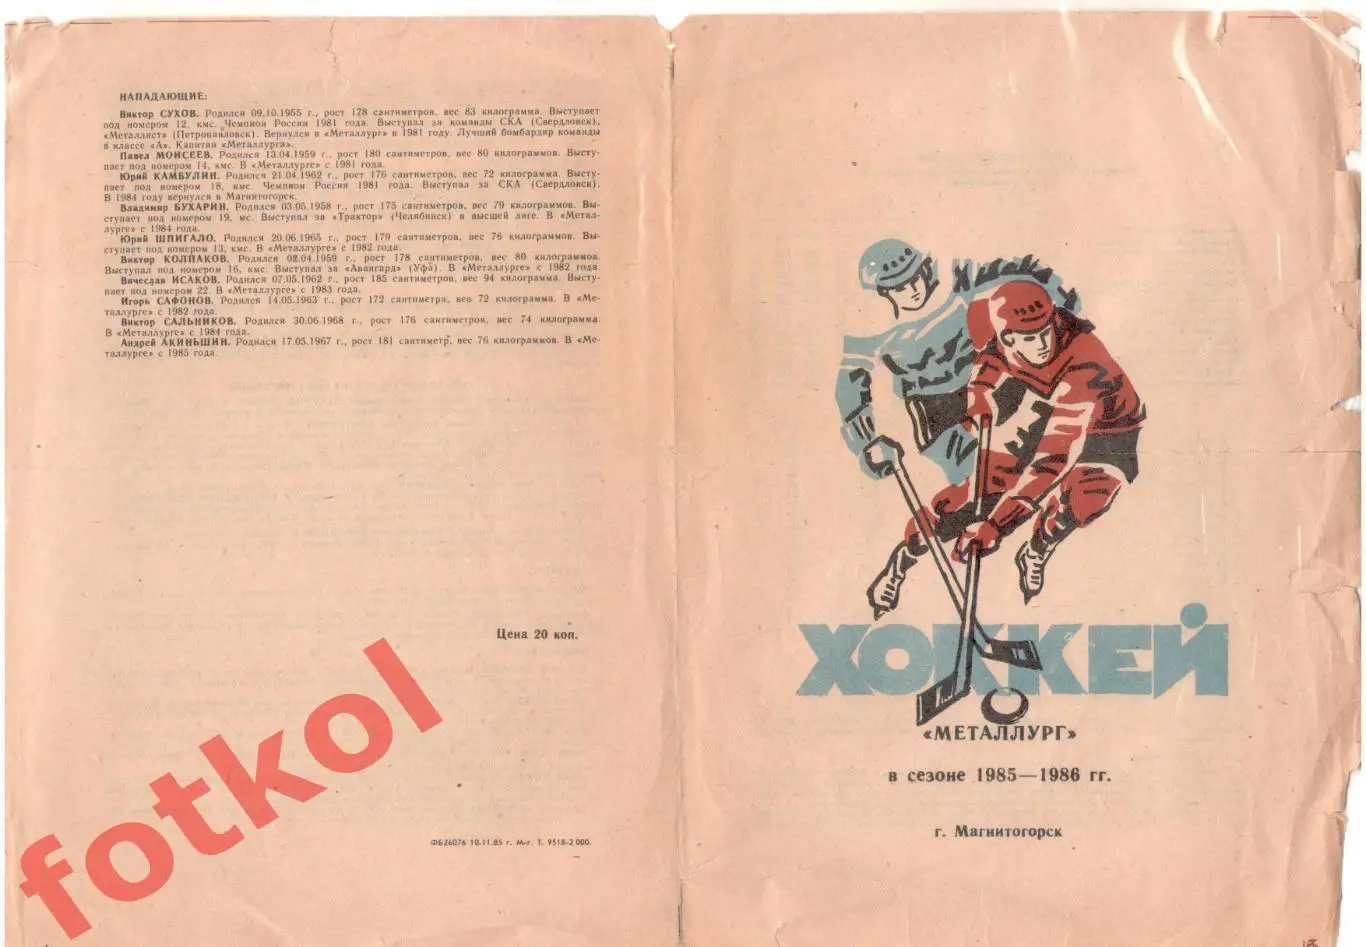 НАПАДАЮЩИЕ:
Виктор СУХОВ. Родился 09.10.1955 г., рост 178 сантиметров, вес 83 килограмма. Выступает
под номером 12, кмс. Чемпион России 1981 года. Выступал за команды СКА (Свердловск),
«Металлист» (Петропавловск). Вернулся в «Металлург» в 1981 году. Лучший бомбардир команды
в классе «А». Капитан «Металлурга».
Павел МОИСЕЕВ. Родился 13.04.1959 г., рост 180 сантиметров, вес 80 килограммов. Высту-
пает под номером 14, кмс. В «Металлурге» с 1981 года.
Юрий КАМБУЛИН. Родился 21.04.1962 г., рост 176 сантиметров, вес 72 килограмма. Высту-
пает под номером 18, кмс. Чемпион России 1981 года. Выступал за СКА (Свердловск).
В 1984 году вернулся в Магнитогорск.
Владимир БУХАРИН. Родился 03.05.1958 г., рост 175 сантиметров, вес 79 килограммов. Вы-
ступает под номером 19, мс. Выступал за «Трактор» (Челябинск) в высшей лиге. В «Метал-
лурге» с 1984 года.
Юрий ШПИГАЛО. Родился 20.06.1965 г., рост 179 сантиметров, вес 76 килограммов. Вы-
ступает под номером 13, кмс. В «Металлурге» с 1982 года.
Виктор КОЛПАКОВ. Родился 02.04.1959 г., рост 178 сантиметров, вес 80 килограммов.
Выступал под номером 16, кмс. Выступал за «Авангард» (Уфа). В «Металлурге» с 1982 года.
Вячеслав ИСАКОВ. Родился 07.05.1962 г., рост 185 сантиметров, вес 94 килограмма. Высту-
пает под номером 22. В «Металлурге» с 1983 года.
Игорь САФОНОВ. Родился 14.05.1963 г., рост 172 сантиметра, вес 72 килограмма. В «Ме-
таллурге» с 1982 года.
Виктор САЛЬНИКОВ. Родился 30.06.1968 г., рост 176 сантиметров, вес 74 килограмма.
В «Металлурге» с 1984 года.
Андрей АКИНЬШИН. Родился 17.05.1967 г., рост 181 сантиметр, вес 76 килограммов. В «Ме-
таллурге» с 1985 года.
Цена 20 коп.
ФБ26076 10.11.85 г. М-г. Т. 9518-2 000.
fotkol
ХОККЕЙ
«МЕТАЛЛУРГ»
в сезоне 1985—1986 гг.
г. Магнитогорск